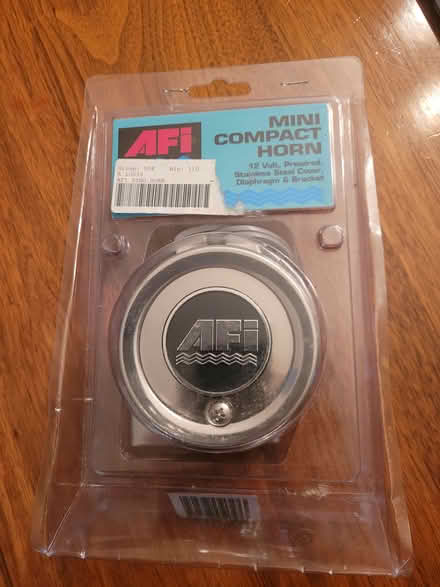 AFi
MINI
COMPACT
HORN
12 Volt, Prewired,
Stainless Steel Cover,
Diaphragm & Bracket
AFi